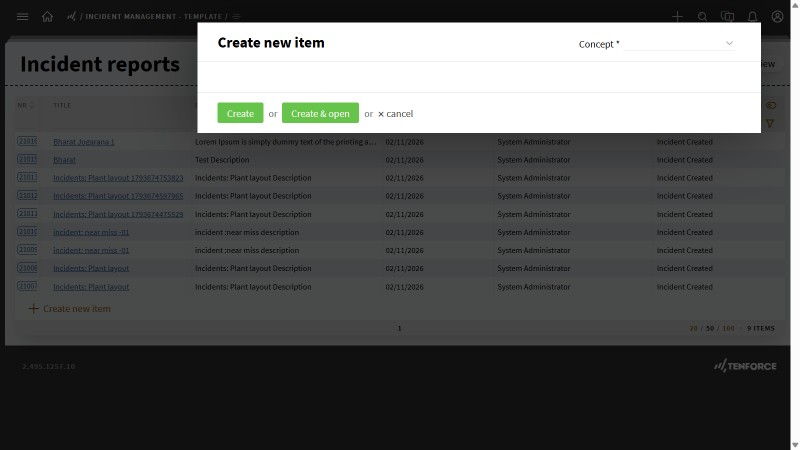 / INCIDENT MANAGEMENT - TEMPLATE /
Create new item
Concept *
Incident reports
Create or Create & open or × cancel
NR TITLE
Bharat Jogarana 1 Lorem Ipsum is simply dummy text of the printing a... 02/11/2026 System Administrator Incident Created
Bharat Test Description 02/11/2026 System Administrator Incident Created
Incidents: Plant layout 1793674753823 Incidents: Plant layout Description 02/11/2026 System Administrator Incident Created
Incidents: Plant layout 1793674597965 Incidents: Plant layout Description 02/11/2026 System Administrator Incident Created
Incidents: Plant layout 1793674475529 Incidents: Plant layout Description 02/11/2026 System Administrator Incident Created
incident: near miss -01 incident :near miss description 02/11/2026 System Administrator Incident Created
incident: near miss -01 incident :near miss description 02/11/2026 System Administrator Incident Created
Incidents: Plant layout Incidents: Plant layout Description 02/11/2026 System Administrator Incident Created
Incidents: Plant layout Incidents: Plant layout Description 02/11/2026 System Administrator Incident Created
Create new item
1 20 / 50 / 100 - 9 ITEMS
2.495.1257.10 TENFORCE